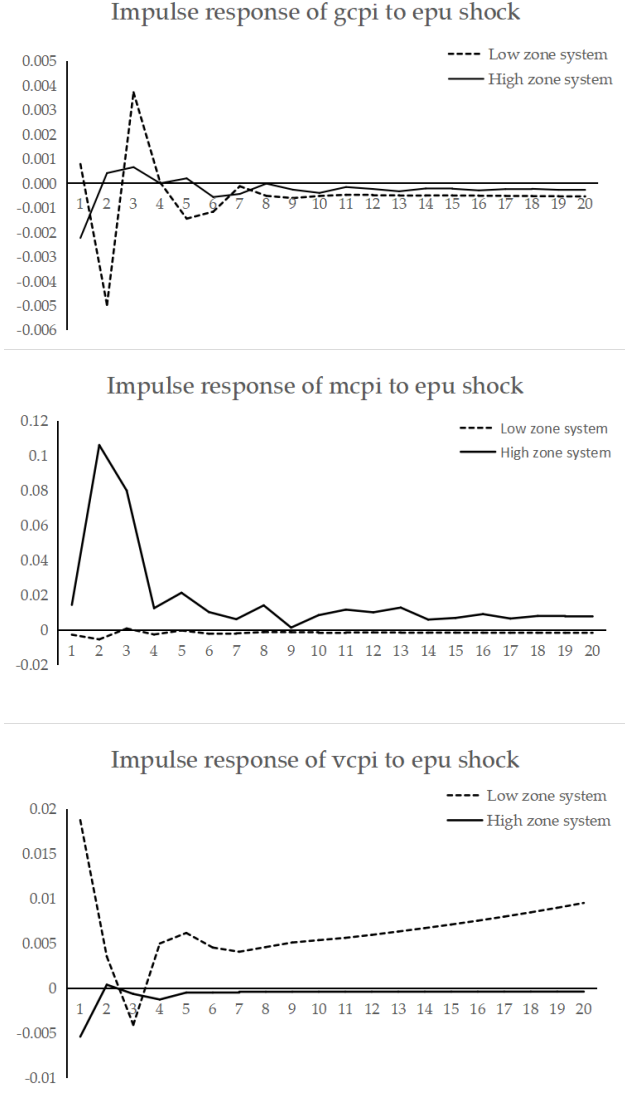 Impulse response of gcpi to epu shock
Low zone system
High zone system
0.005
0.004
0.003
0.002
0.001
0.000
-0.001
-0.002
-0.003
-0.004
-0.005
-0.006
1 2 3 4 5 6 7 8 9 10 11 12 13 14 15 16 17 18 19 20
Impulse response of mcpi to epu shock
Low zone system
High zone system
0.12
0.1
0.08
0.06
0.04
0.02
0
-0.02
1 2 3 4 5 6 7 8 9 10 11 12 13 14 15 16 17 18 19 20
Impulse response of vcpi to epu shock
Low zone system
High zone system
0.02
0.015
0.01
0.005
0
-0.005
-0.01
1 2 3 4 5 6 7 8 9 10 11 12 13 14 15 16 17 18 19 20